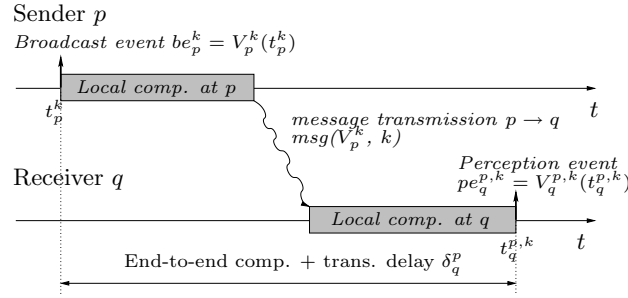 Sender p
Broadcast event be_p^k = V_p^k(t_p^k)
Local comp. at p
t_p^k
t
message transmission p → q
msg(V_p^k, k)
Perception event
pe_q^{p,k} = V_q^{p,k}(t_q^{p,k})
Receiver q
Local comp. at q
t_q^{p,k}
t
End-to-end comp. + trans. delay δ_q^p